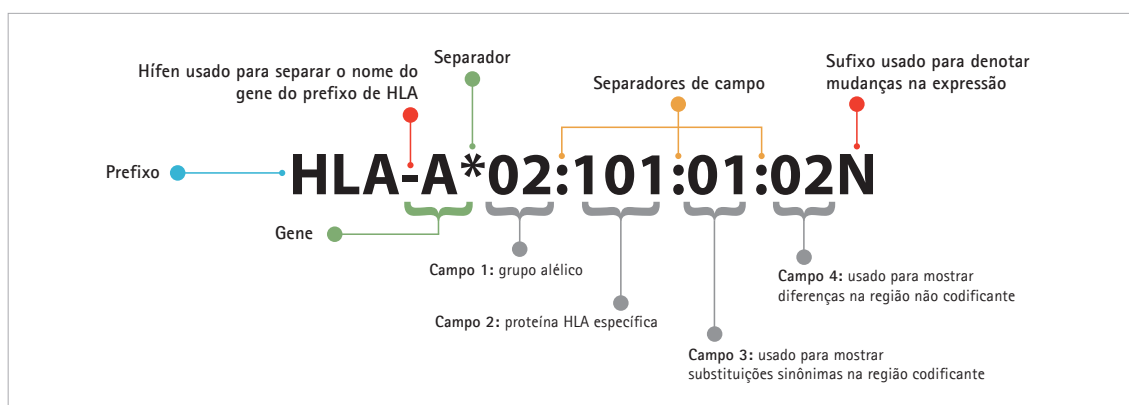 Separador
Hífen usado para separar o nome do
gene do prefixo de HLA
Separadores de campo
Sufixo usado para denotar
mudanças na expressão
Prefixo
HLA-A*02:101:01:02N
Gene
Campo 1: grupo alélico
Campo 2: proteína HLA específica
Campo 3: usado para mostrar
substituições sinônimas na região codificante
Campo 4: usado para mostrar
diferenças na região não codificante